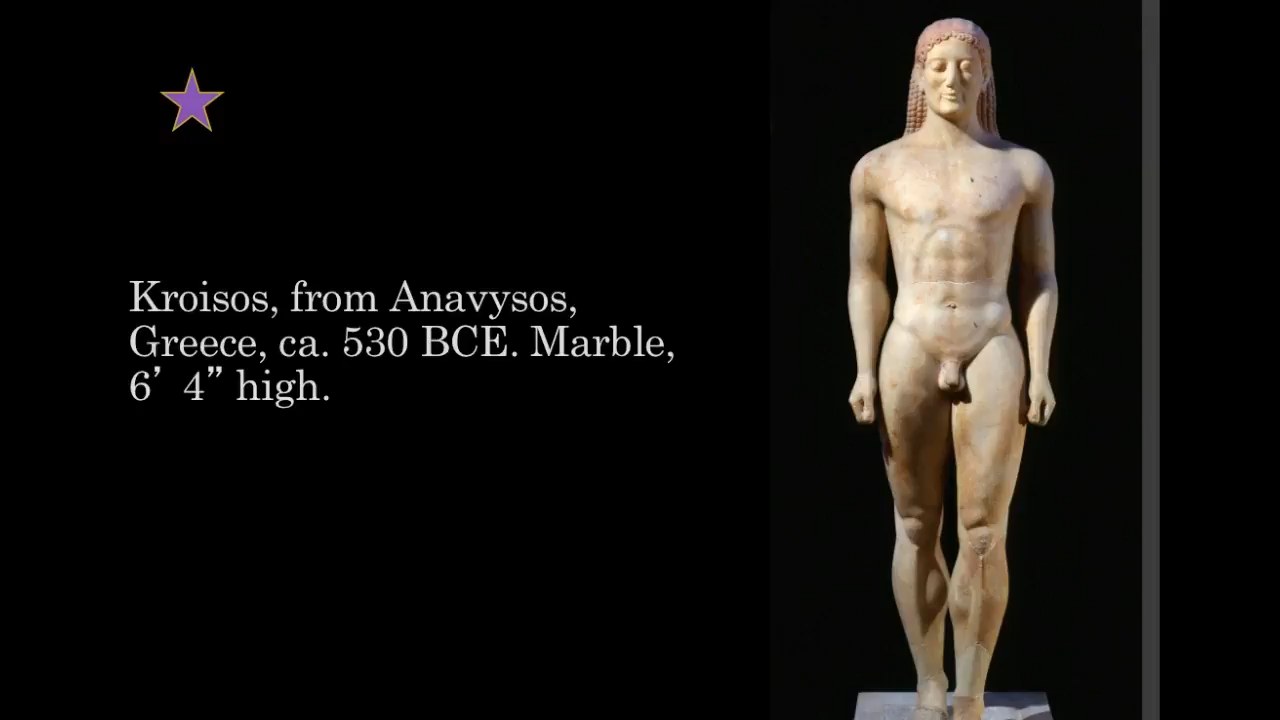 Kroisos, from Anavysos,
Greece, ca. 530 BCE. Marble,
6’ 4” high.